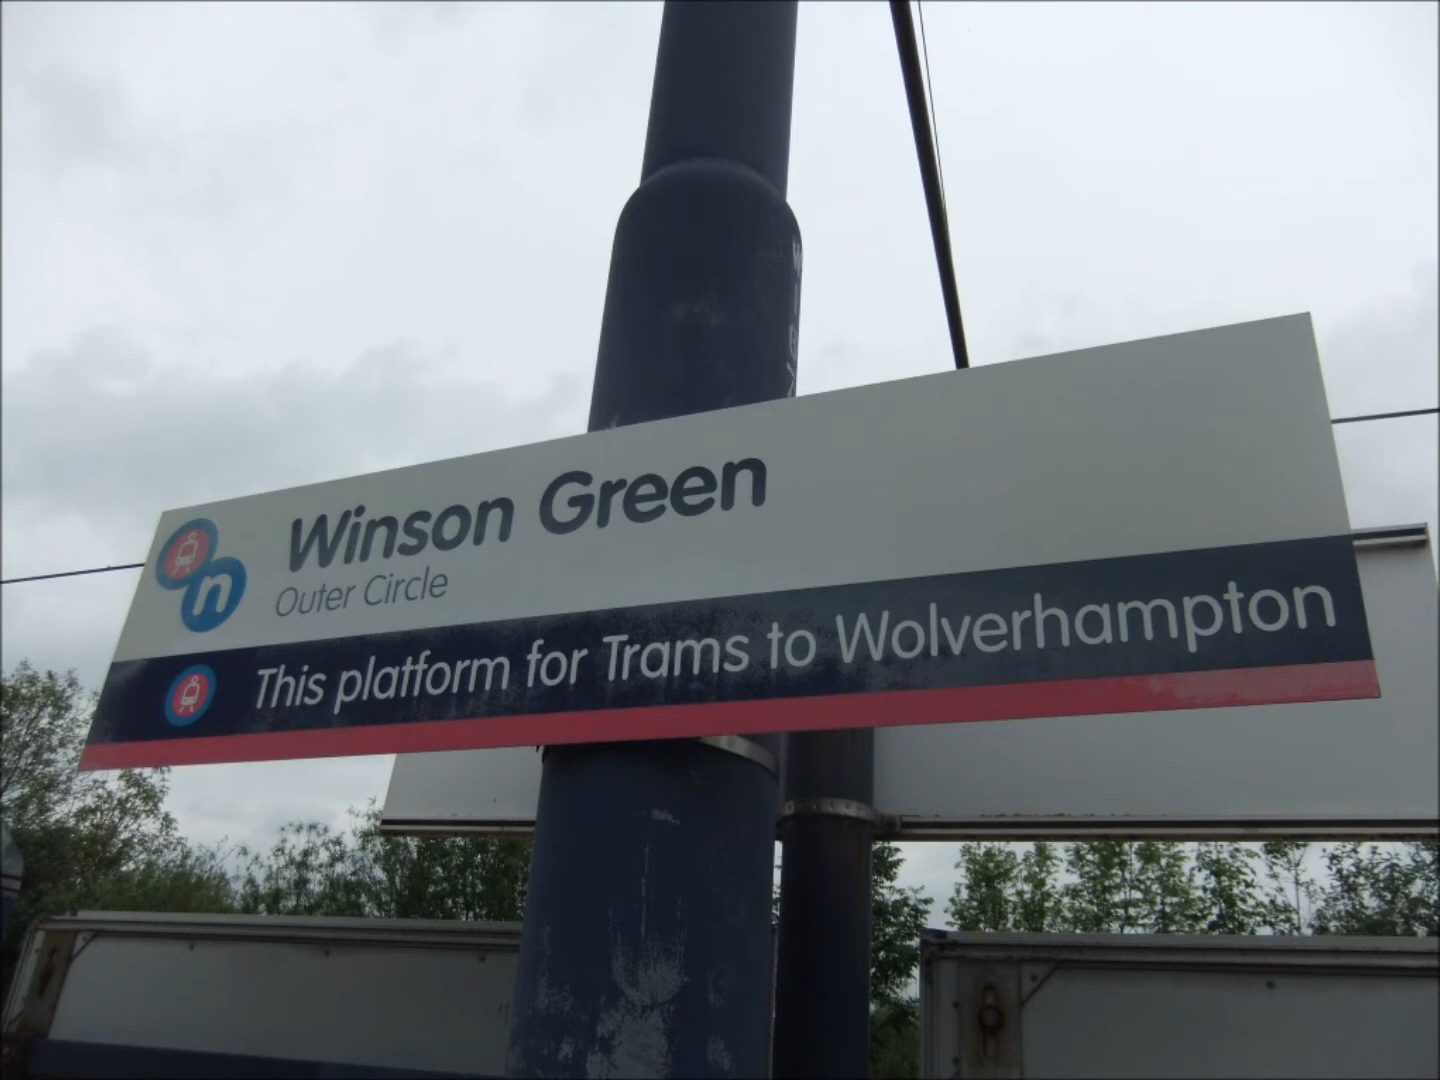 Winson Green
n
Outer Circle
This platform for Trams to Wolverhampton